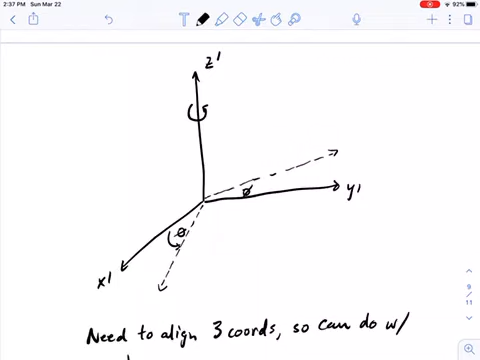 2:37 PM Sun Mar 22
92%
z'
ø
y'
θ
x'
9
/
11
Need to align 3 coords, so can do w/